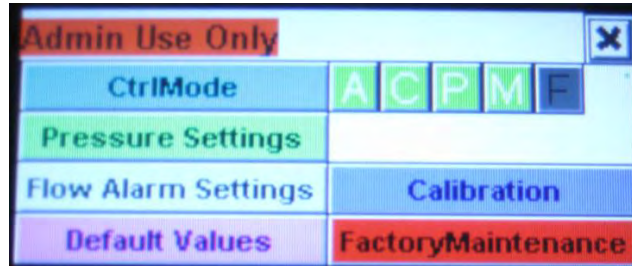 Admin Use Only
CtrlMode A C P M F
Pressure Settings
Flow Alarm Settings Calibration
Default Values FactoryMaintenance